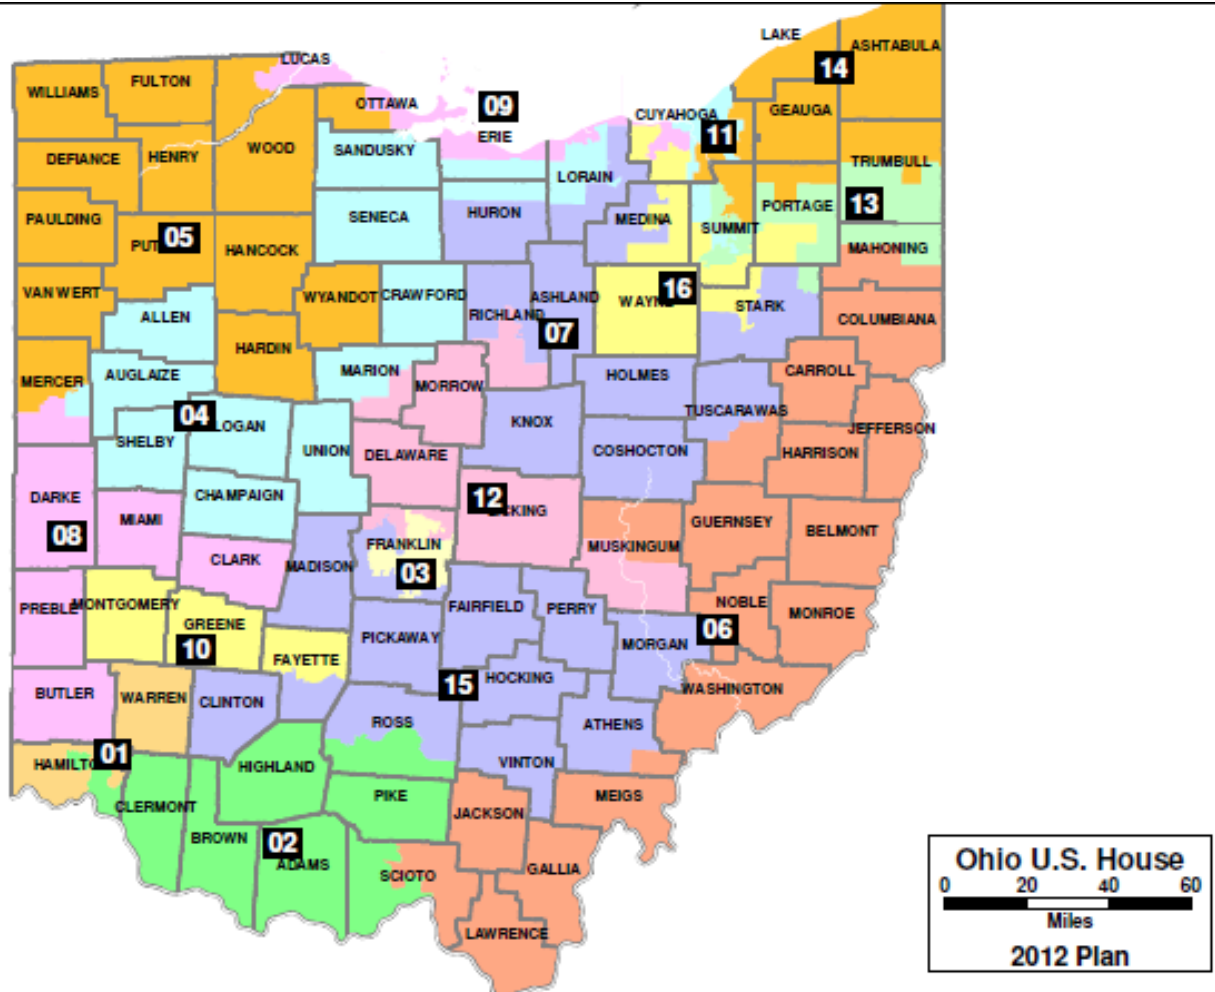 LAKE
ASHTABULA
LUCAS
14
FULTON
WILLIAMS
OTTAWA
09
CUYAHOGA
GEAUGA
ERIE
11
WOOD
SANDUSKY
DEFIANCE
HENRY
TRUMBULL
LORAIN
PORTAGE
13
PAULDING
SENECA
HURON
MEDINA
SUMMIT
PUT
05
HANCOCK
MAHONING
VAN WERT
WYANDOT
CRAWFORD
ASHLAND
WAYNE
16
STARK
ALLEN
RICHLAND
07
COLUMBIANA
HARDIN
MERCER
AUGLAIZE
MARION
MORROW
HOLMES
CARROLL
04
LOGAN
TUSCARAWAS
SHELBY
KNOX
JEFFERSON
UNION
DELAWARE
COSHOCTON
HARRISON
DARKE
CHAMPAIGN
12
CKING
MIAMI
GUERNSEY
BELMONT
08
FRANKLIN
MUSKINGUM
CLARK
MADISON
03
PREBLE
MONTGOMERY
FAIRFIELD
PERRY
NOBLE
MONROE
GREENE
06
10
FAYETTE
PICKAWAY
MORGAN
15
HOCKING
BUTLER
WARREN
CLINTON
WASHINGTON
ROSS
ATHENS
HAMILTO
01
HIGHLAND
VINTON
CLERMONT
PIKE
JACKSON
MEIGS
BROWN
02
ADAMS
SCIOTO
GALLIA
LAWRENCE
Ohio U.S. House
0 20 40 60
Miles
2012 Plan